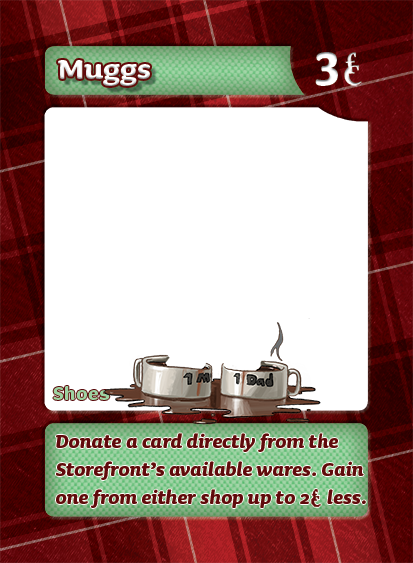 Muggs
3£
1 M
1 Dad
Shoes
Donate a card directly from the
Storefront's available wares. Gain
one from either shop up to 2£ less.